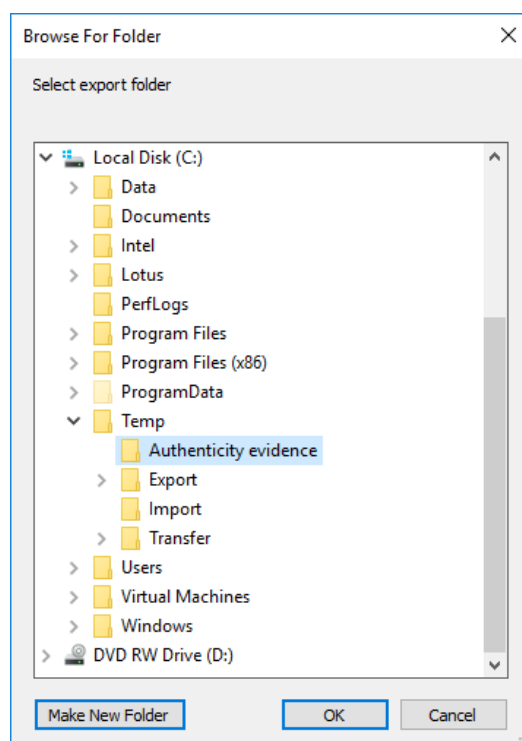 Browse For Folder
Select export folder
Local Disk (C:)
Data
Documents
Intel
Lotus
PerfLogs
Program Files
Program Files (x86)
ProgramData
Temp
Authenticity evidence
Export
Import
Transfer
Users
Virtual Machines
Windows
DVD RW Drive (D:)
Make New Folder OK Cancel